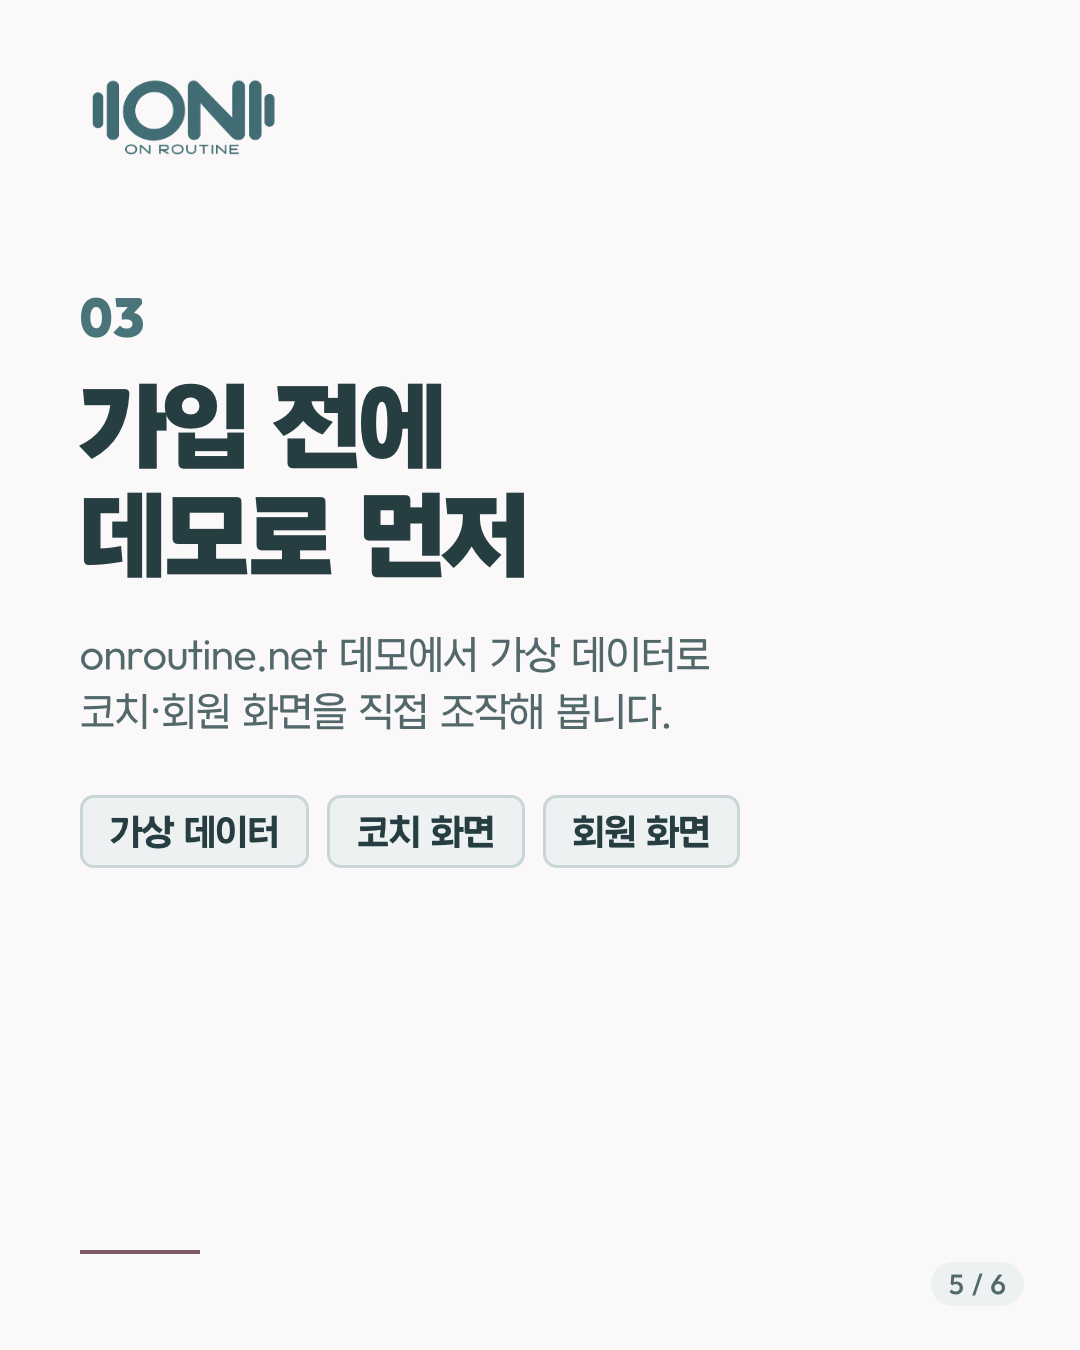 ION
ON ROUTINE
03
가입 전에
데모로 먼저
onroutine.net 데모에서 가상 데이터로
코치·회원 화면을 직접 조작해 봅니다.
가상 데이터
코치 화면
회원 화면
5 / 6